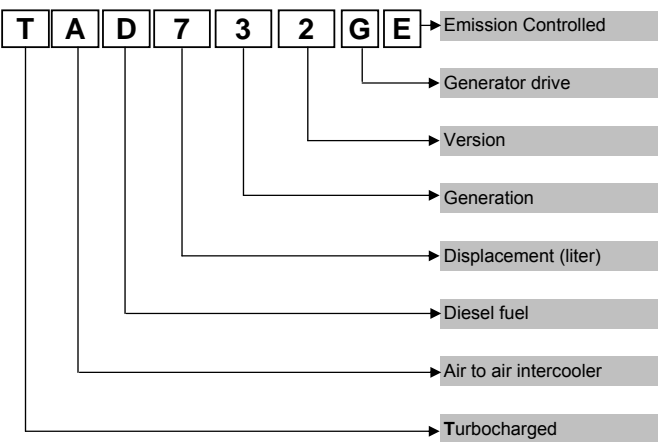 T A D 7 3 2 G E Emission Controlled
Generator drive
Version
Generation
Displacement (liter)
Diesel fuel
Air to air intercooler
Turbocharged